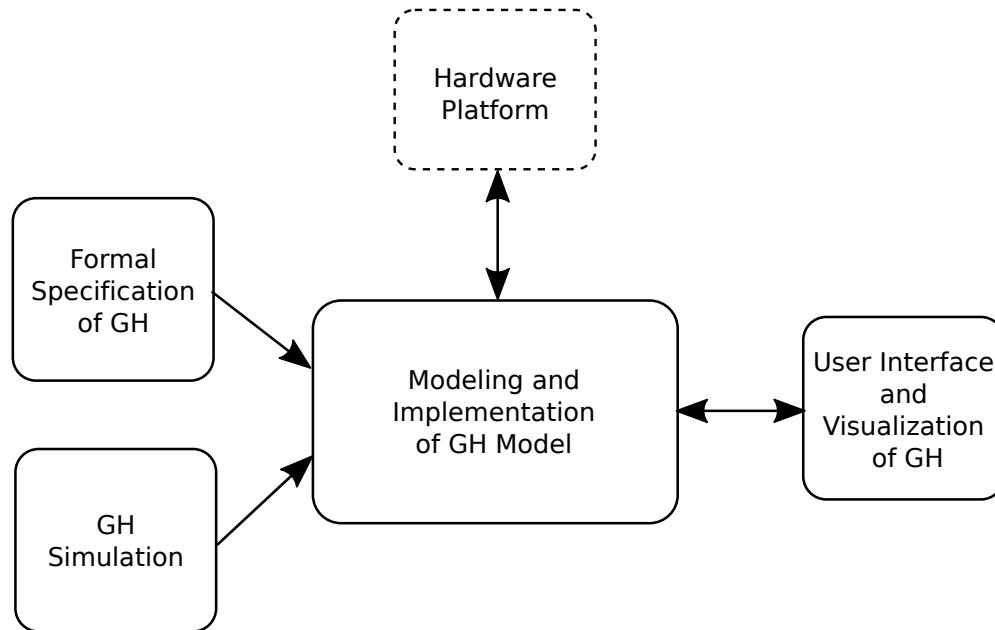 Hardware
Platform
Formal
Specification
of GH
Modeling and
Implementation
of GH Model
User Interface
and
Visualization
of GH
GH
Simulation